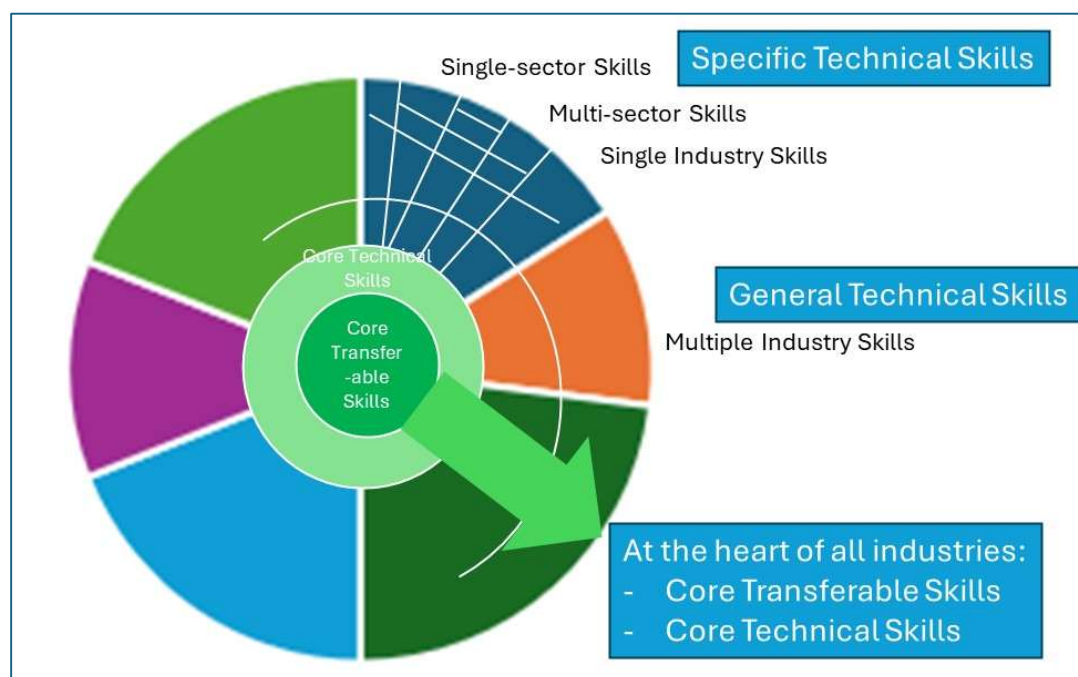 Single-sector Skills
Specific Technical Skills
Multi-sector Skills
Single Industry Skills
Core Technical
Skills
General Technical Skills
Core
Transfer
-able
Skills
Multiple Industry Skills
At the heart of all industries:
- Core Transferable Skills
- Core Technical Skills